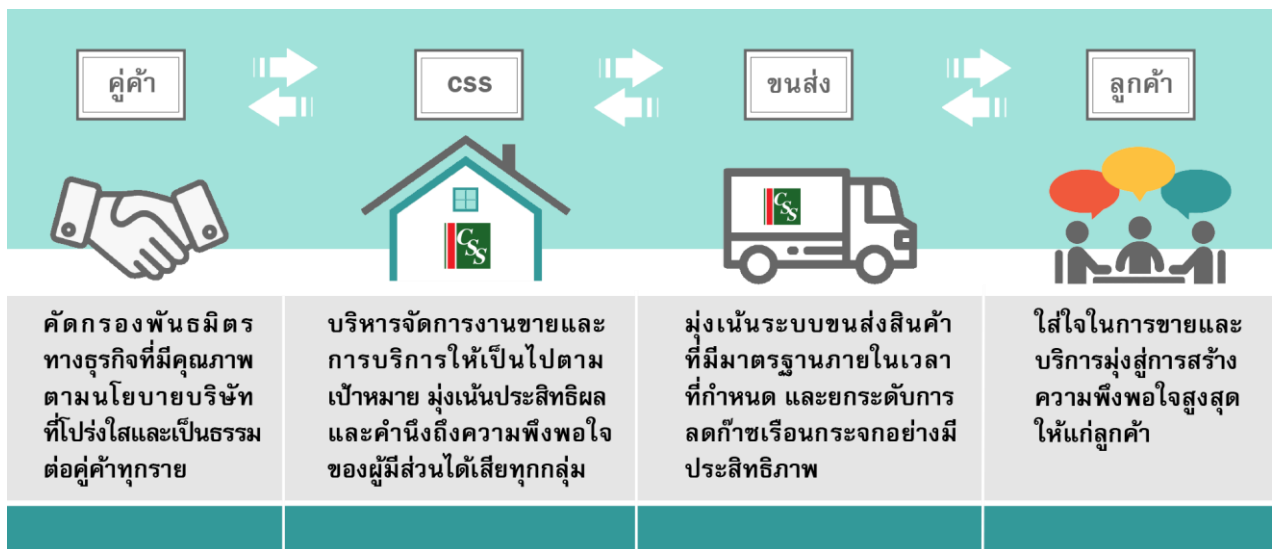 คู่ค้า
CSS
ขนส่ง
ลูกค้า
CSS
CSS
คัดกรองพันธมิตร
ทางธุรกิจที่มีคุณภาพ
ตามนโยบายบริษัท
ที่โปร่งใสและเป็นธรรม
ต่อคู่ค้าทุกราย
บริหารจัดการงานขายและ
การบริการให้เป็นไปตาม
เป้าหมาย มุ่งเน้นประสิทธิผล
และคำนึงถึงความพึงพอใจ
ของผู้มีส่วนได้เสียทุกกลุ่ม
มุ่งเน้นระบบขนส่งสินค้า
ที่มีมาตรฐานภายในเวลา
ที่กำหนด และยกระดับการ
ลดก๊าซเรือนกระจกอย่างมี
ประสิทธิภาพ
ใส่ใจในการขายและ
บริการมุ่งสู่การสร้าง
ความพึงพอใจสูงสุด
ให้แก่ลูกค้า